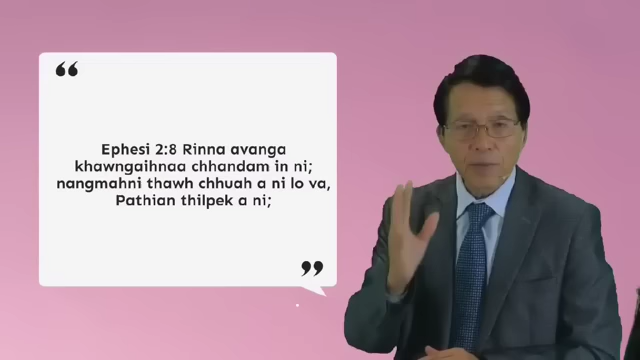 Ephesi 2:8 Rinna avanga
khawngaihnaa chhandam in ni;
nangmahni thawh chhuah a ni lo va,
Pathian thilpek a ni;